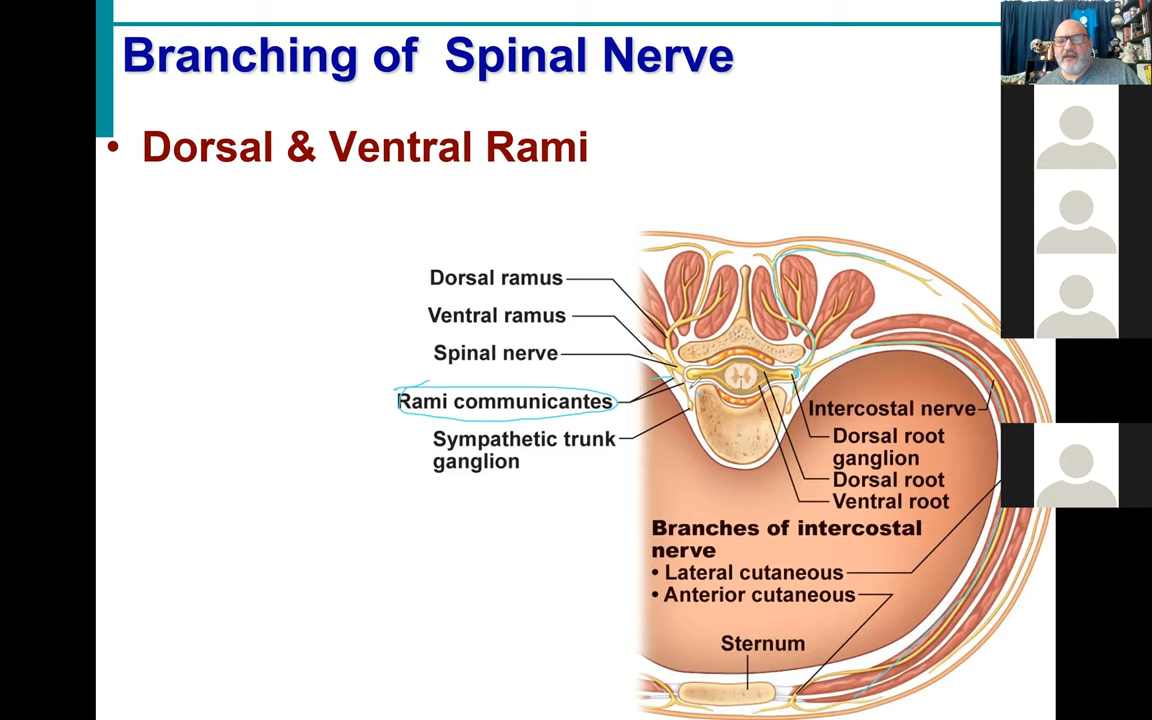 Branching of Spinal Nerve
• Dorsal & Ventral Rami
Dorsal ramus
Ventral ramus
Spinal nerve
Rami communicantes
Sympathetic trunk
ganglion
Intercostal nerve
Dorsal root
ganglion
Dorsal root
Ventral root
Branches of intercostal
nerve
• Lateral cutaneous
• Anterior cutaneous
Sternum